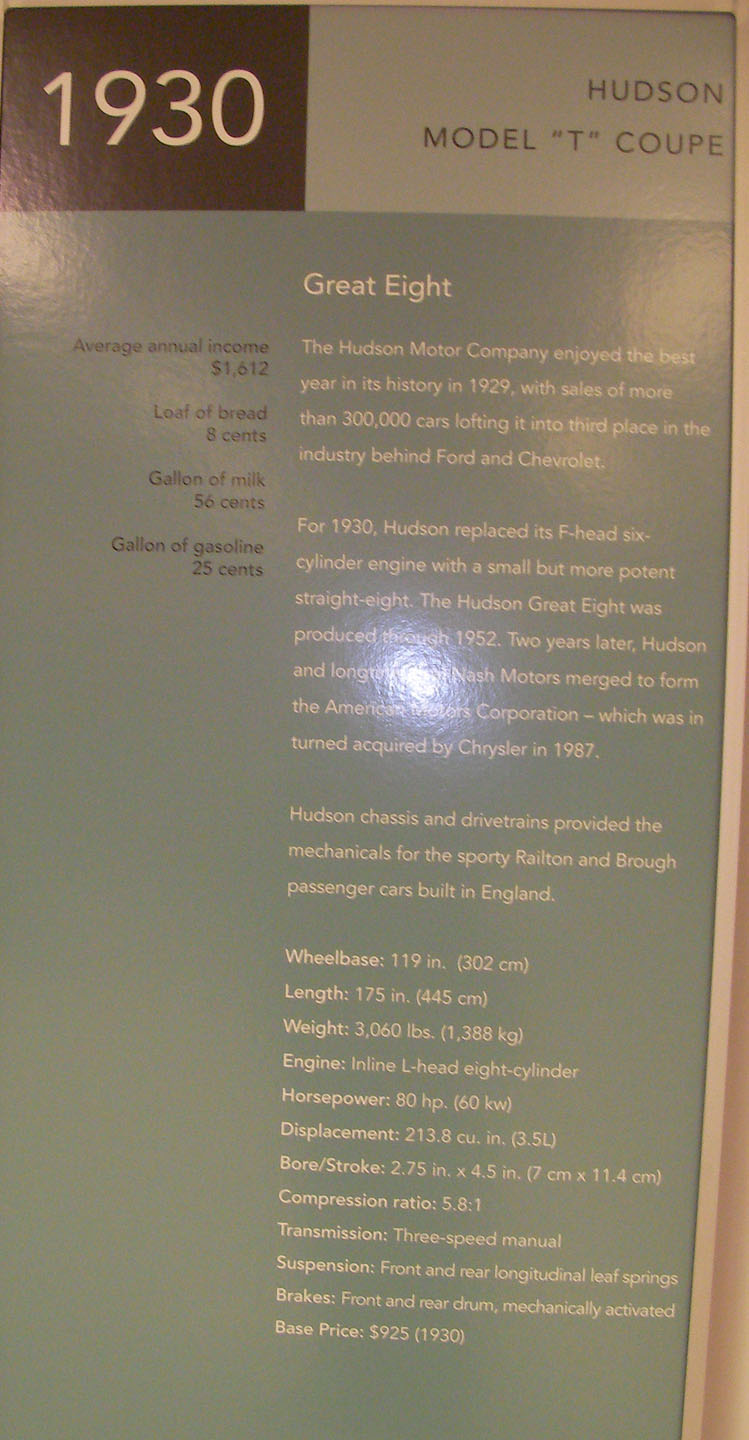 1930
HUDSON
MODEL “T” COUPE
Average annual income
$1,612
Loaf of bread
8 cents
Gallon of milk
56 cents
Gallon of gasoline
25 cents
Great Eight
The Hudson Motor Company enjoyed the best
year in its history in 1929, with sales of more
than 300,000 cars lofting it into third place in the
industry behind Ford and Chevrolet.
For 1930, Hudson replaced its F-head six-
cylinder engine with a small but more potent
straight-eight. The Hudson Great Eight was
produced through 1952. Two years later, Hudson
and Nash Motors merged to form
the American Motors Corporation – which was in
turned acquired by Chrysler in 1987.
Hudson chassis and drivetrains provided the
mechanicals for the sporty Railton and Brough
passenger cars built in England.
Wheelbase: 119 in. (302 cm)
Length: 175 in. (445 cm)
Weight: 3,060 lbs. (1,388 kg)
Engine: Inline L-head eight-cylinder
Horsepower: 80 hp. (60 kw)
Displacement: 213.8 cu. in. (3.5L)
Bore/Stroke: 2.75 in. x 4.5 in. (7 cm x 11.4 cm)
Compression ratio: 5.8:1
Transmission: Three-speed manual
Suspension: Front and rear longitudinal leaf springs
Brakes: Front and rear drum, mechanically activated
Base Price: $925 (1930)